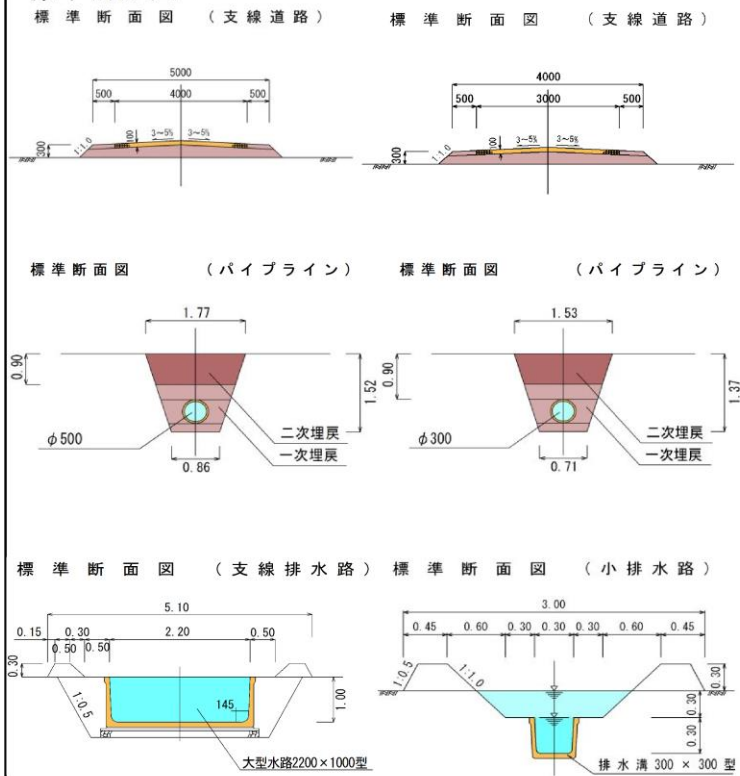 標準断面図 （支線道路）
標準断面図 （支線道路）
5000
500 4000 500
300
1:1.0
100
3～5% 3～5%
4000
500 3000 500
300
1:1.0
100
3～5% 3～5%
標準断面図 （パイプライン）
標準断面図 （パイプライン）
1.77
0.90
1.52
φ500
二次埋戻
一次埋戻
0.86
1.53
0.90
1.37
φ300
二次埋戻
一次埋戻
0.71
標準断面図 （支線排水路）
標準断面図 （小排水路）
5.10
0.15 0.30 2.20 0.50
0.50 0.50
0.30
1:0.5
145
1.00
大型水路2200×1000型
3.00
0.45 0.60 0.30 0.30 0.30 0.60 0.45
1:0.5
1:1.0
0.30
0.30
0.30
排水溝 300 × 300 型